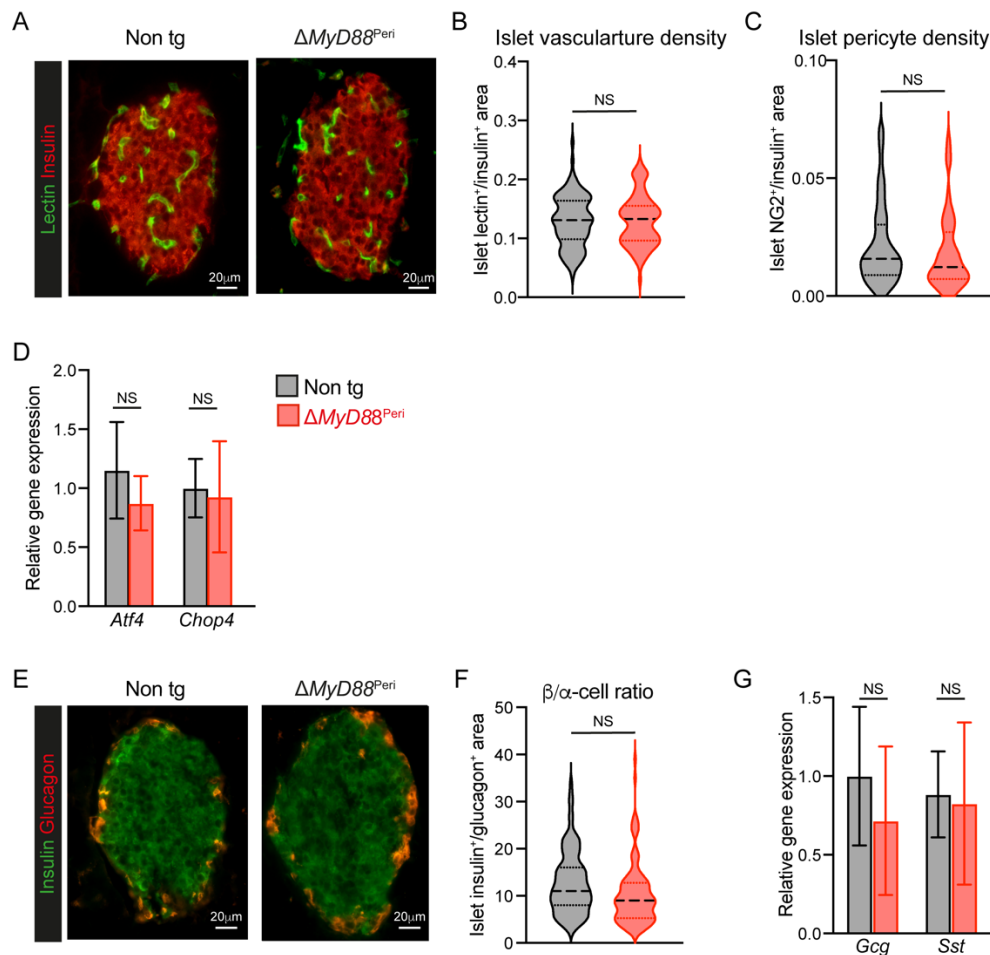 A
Non tg
ΔMyD88Peri
Lectin Insulin
20μm
20μm
B
Islet vascularture density
Islet lectin+/insulin+ area
0.4
0.3
0.2
0.1
0.0
NS
C
Islet pericyte density
Islet NG2+/insulin+ area
0.10
0.05
0.00
NS
D
Relative gene expression
2.0
1.5
1.0
0.5
0.0
NS
NS
Atf4
Chop4
Non tg
ΔMyD88Peri
E
Non tg
ΔMyD88Peri
Insulin Glucagon
20μm
20μm
F
β/α-cell ratio
Islet insulin+/glucagon+ area
50
40
30
20
10
0
NS
G
Relative gene expression
1.5
1.0
0.5
0.0
NS
NS
Gcg
Sst